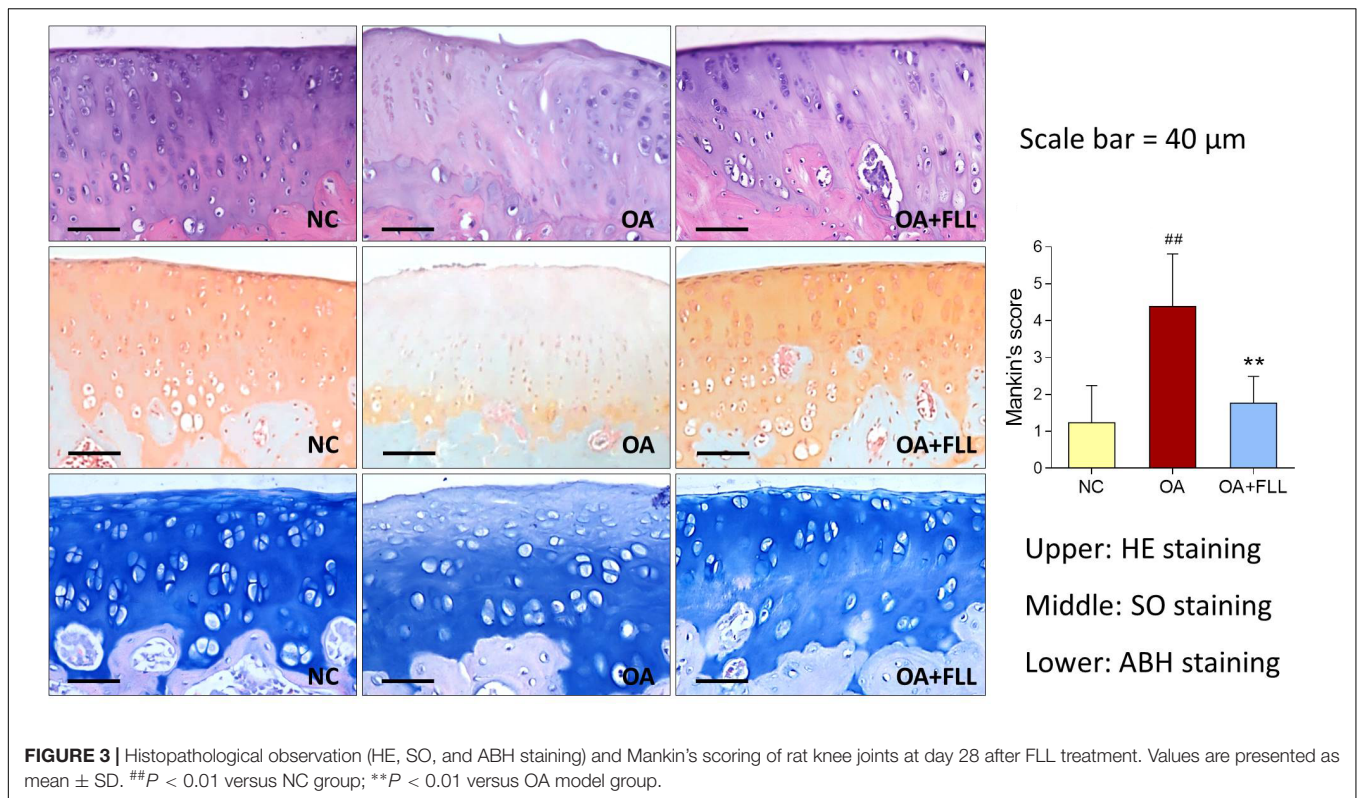 NC
OA
OA+FLL
NC
OA
OA+FLL
NC
OA
OA+FLL
Scale bar = 40 μm
Mankin's score
6
5
4
3
2
1
0
##
**
NC
OA
OA+FLL
Upper: HE staining
Middle: SO staining
Lower: ABH staining
FIGURE 3 | Histopathological observation (HE, SO, and ABH staining) and Mankin's scoring of rat knee joints at day 28 after FLL treatment. Values are presented as
mean ± SD. ##P < 0.01 versus NC group; **P < 0.01 versus OA model group.